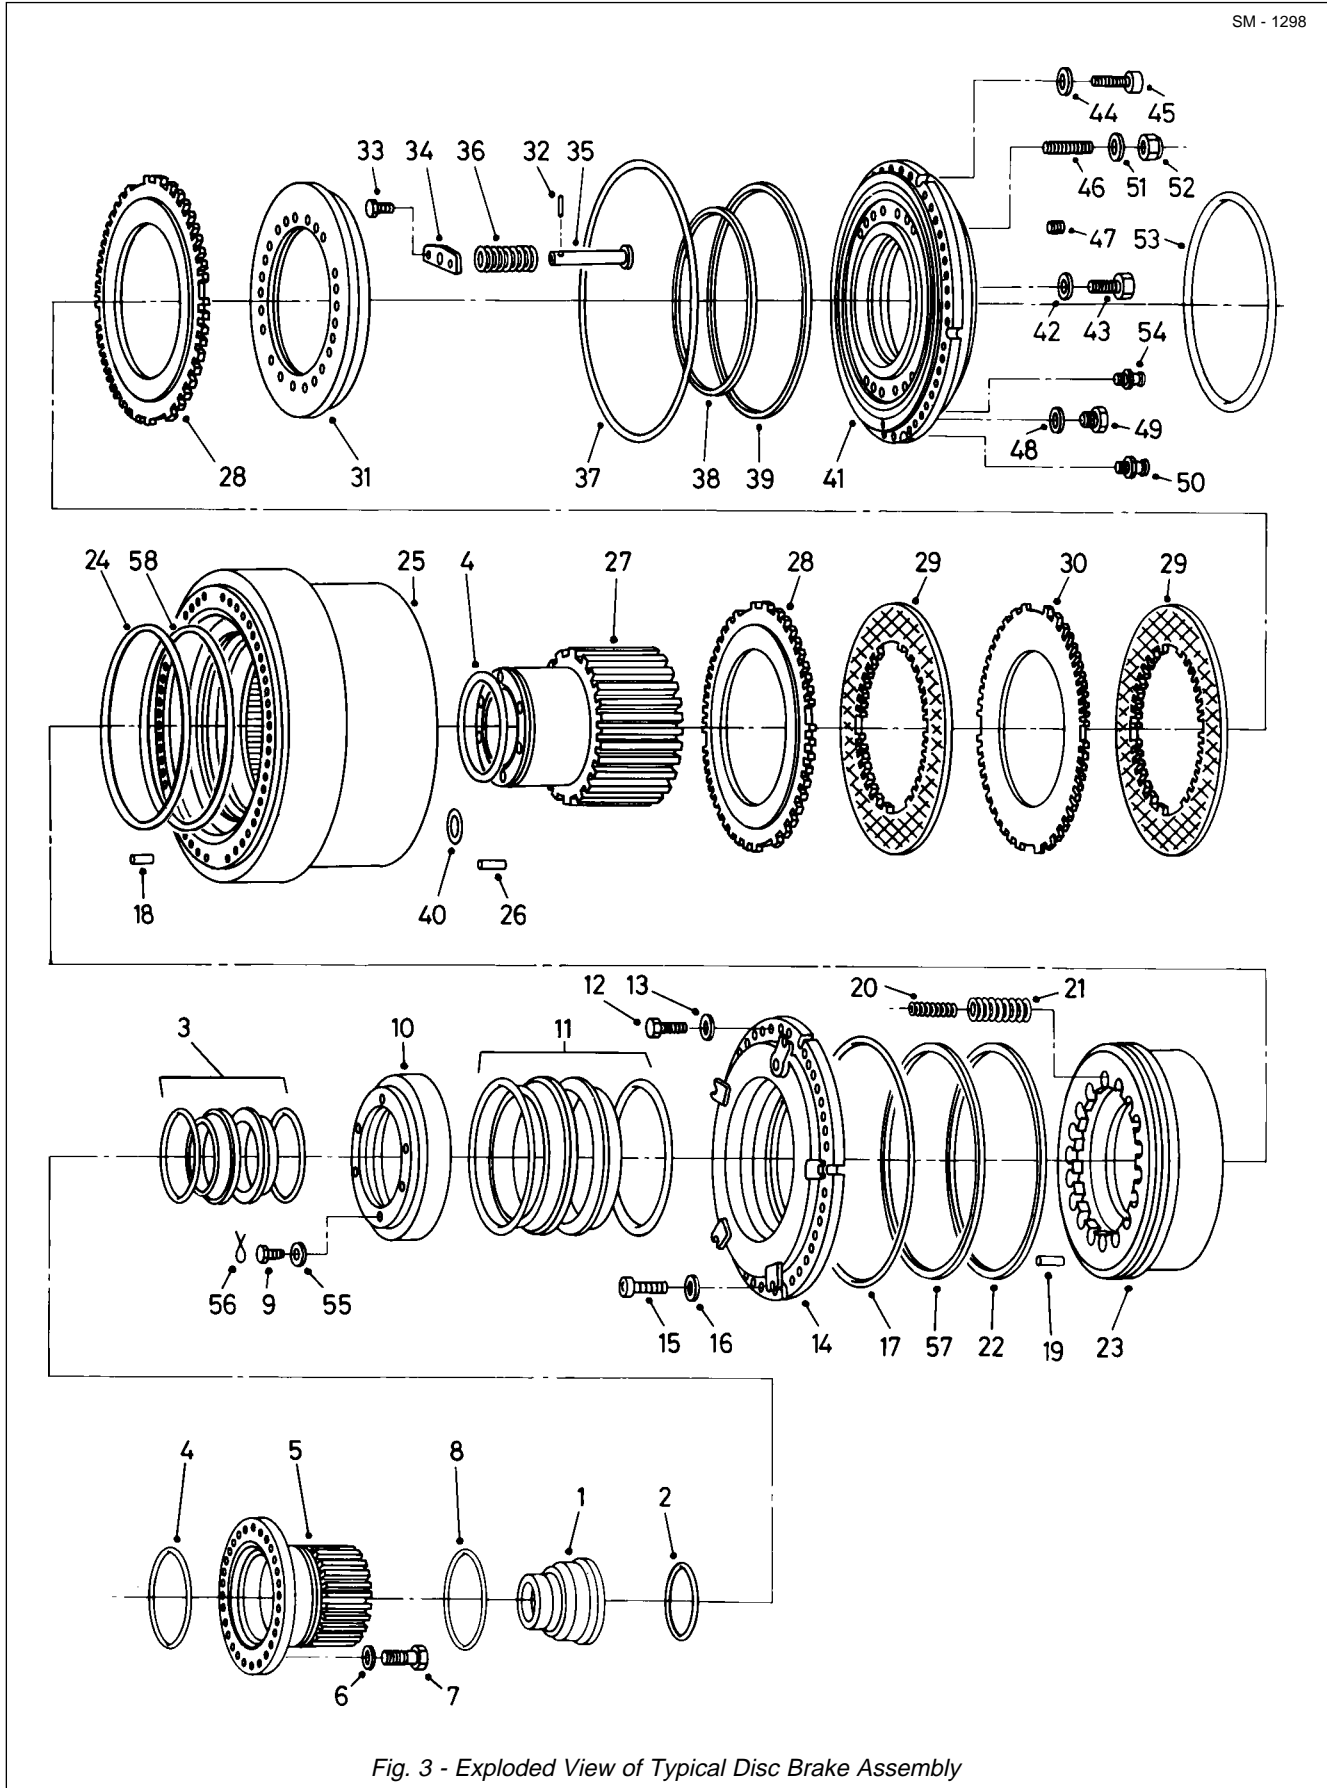 SM - 1298
44 45
33 34 36 32 35
46 51 52
47 53
42 43 54
28 31 37 38 39 41 48 49
50
24 58 25 4 27 28 29 30 29
18 40 26
12 13 20 21
3 10 11
56 9 55 15 16 14 17 57 22 19 23
4 5 8 1 2
6 7
Fig. 3 - Exploded View of Typical Disc Brake Assembly